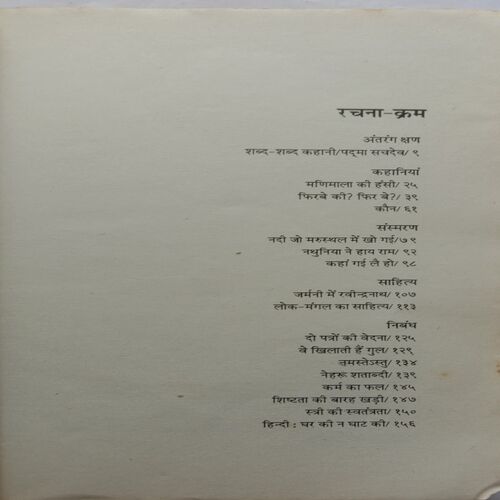 रचना-क्रम
अंतरंग क्षण
शब्द-शब्द कहानी/पद्मा सचदेव/ ९
कहानियां
मणिमाला की हंसी/ २५
फिरबे की? फिर बे?/ ३९
कौन/ ६१
संस्मरण
नदी जो मरुस्थल में खो गई/७९
नथुनिया ने हाय राम/ ९२
कहां गई लै हो/ ९८
साहित्य
जर्मनी में रवीन्द्रनाथ/ १०७
लोक-मंगल का साहित्य/ ११३
निबंध
दो पत्रों की वेदना/ १२५
वे खिलाती हैं गुल/ १२९
नमस्तेऽस्तु/ १३४
नेहरू शताब्दी/ १३९
कर्म का फल/ १४५
शिष्टता की बारह खड़ी/ १४७
स्त्री की स्वतंत्रता/ १५०
हिन्दी : घर की न घाट की/ १५६